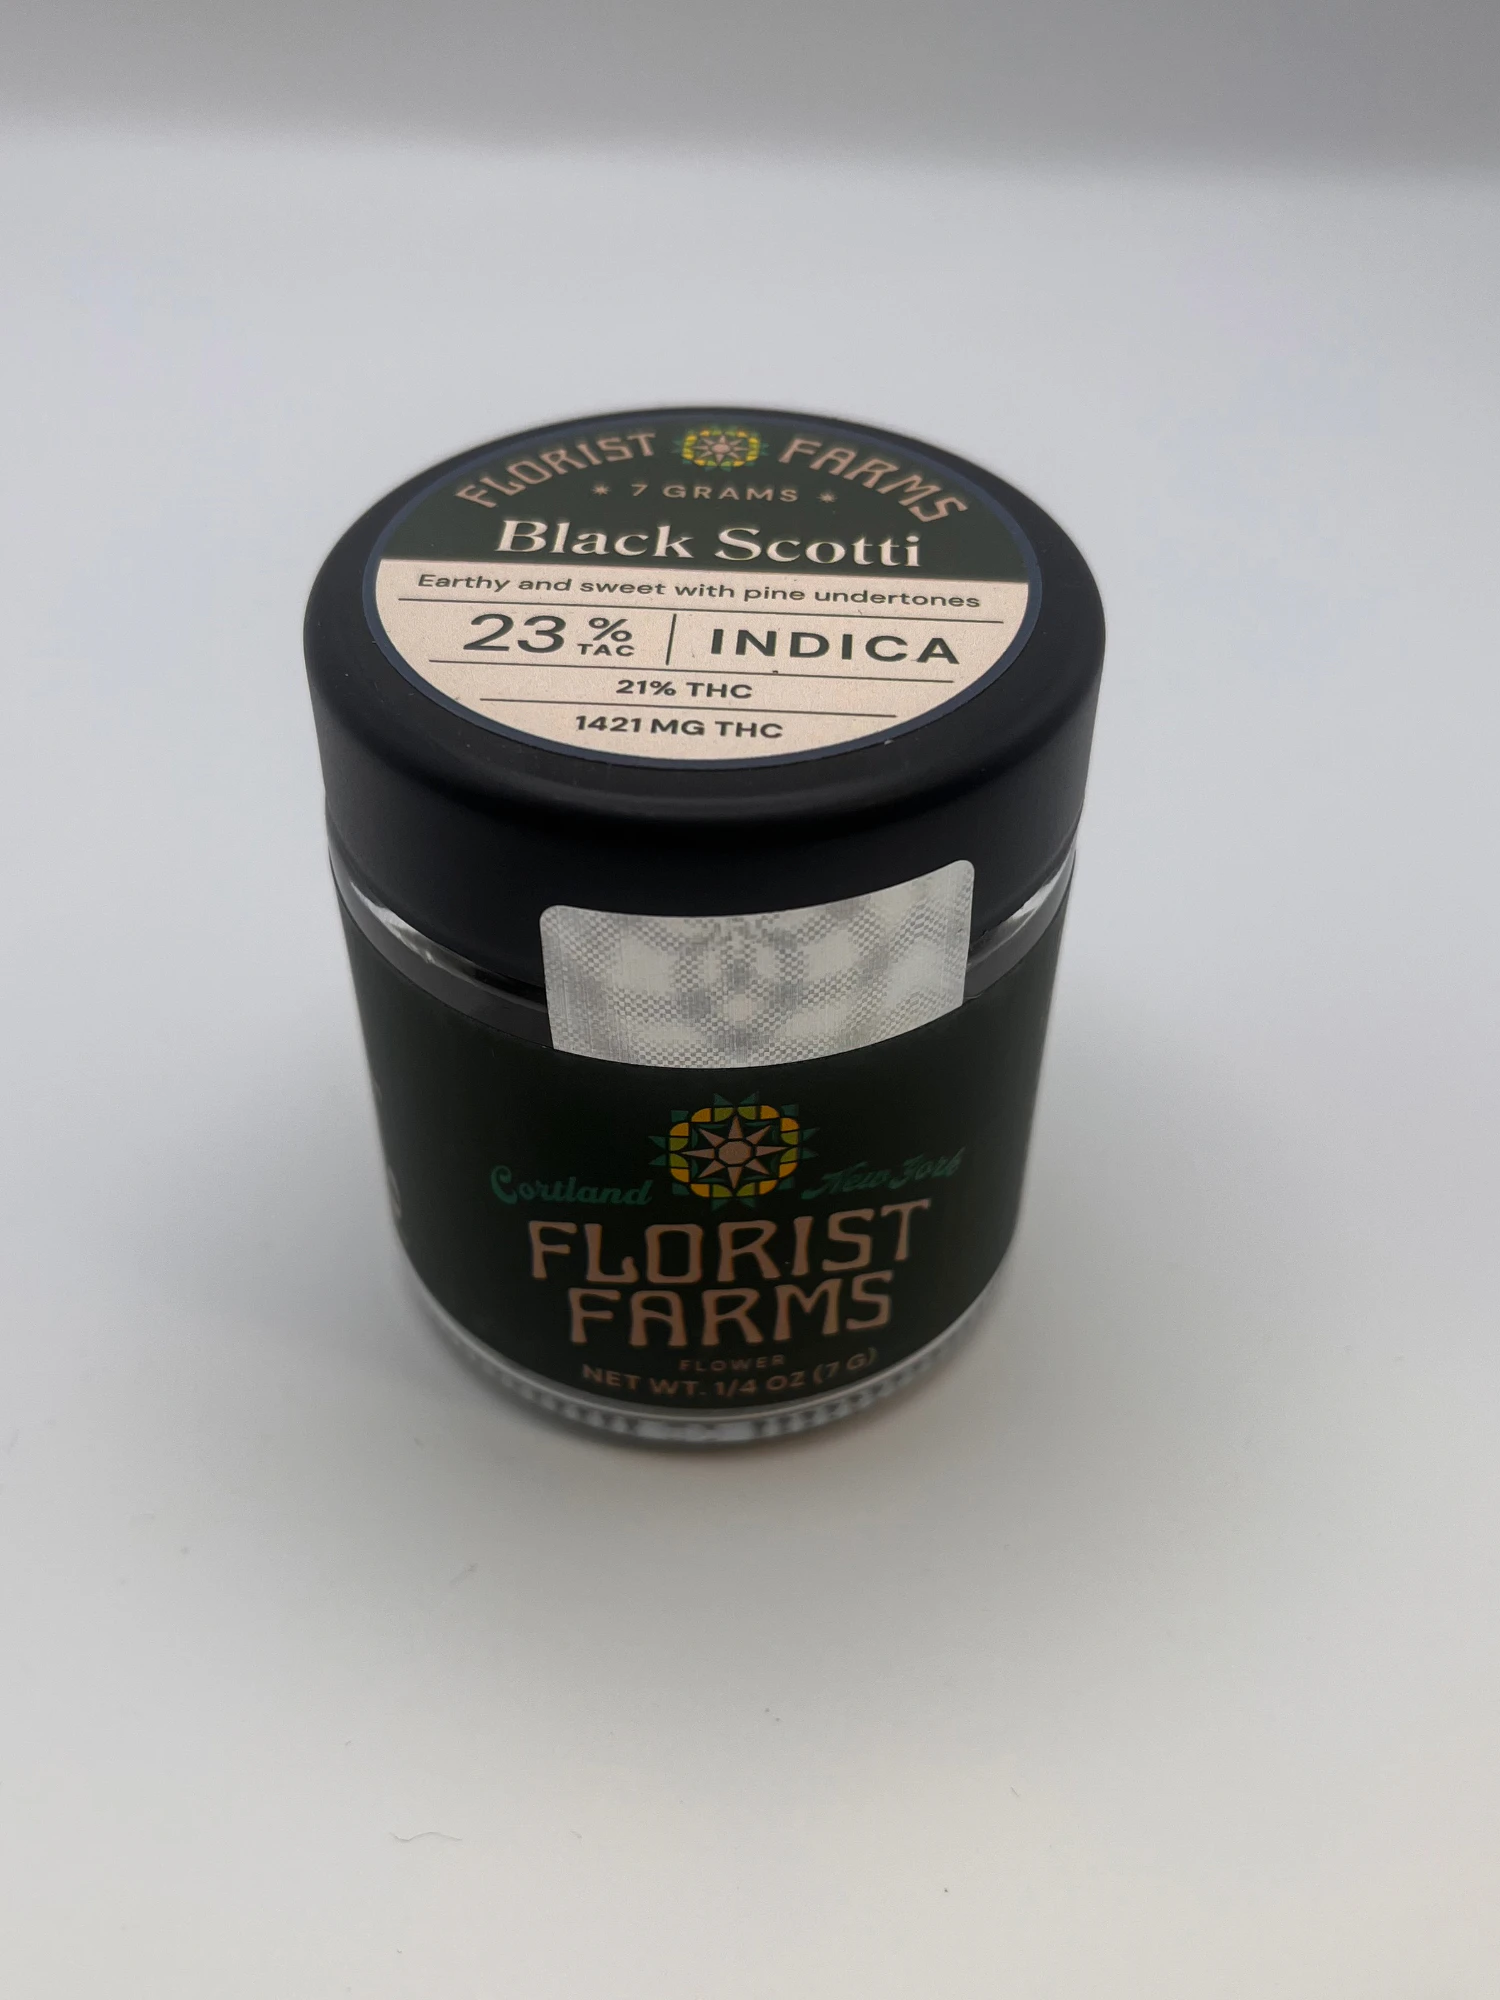 FLORIST FARMS
7 GRAMS
Black Scotti
Earthy and sweet with pine undertones
23% TAC INDICA
21% THC
1421 MG THC
Cortland New York
FLORIST
FARMS
FLOWER
NET WT. 1/4 OZ (7 G)